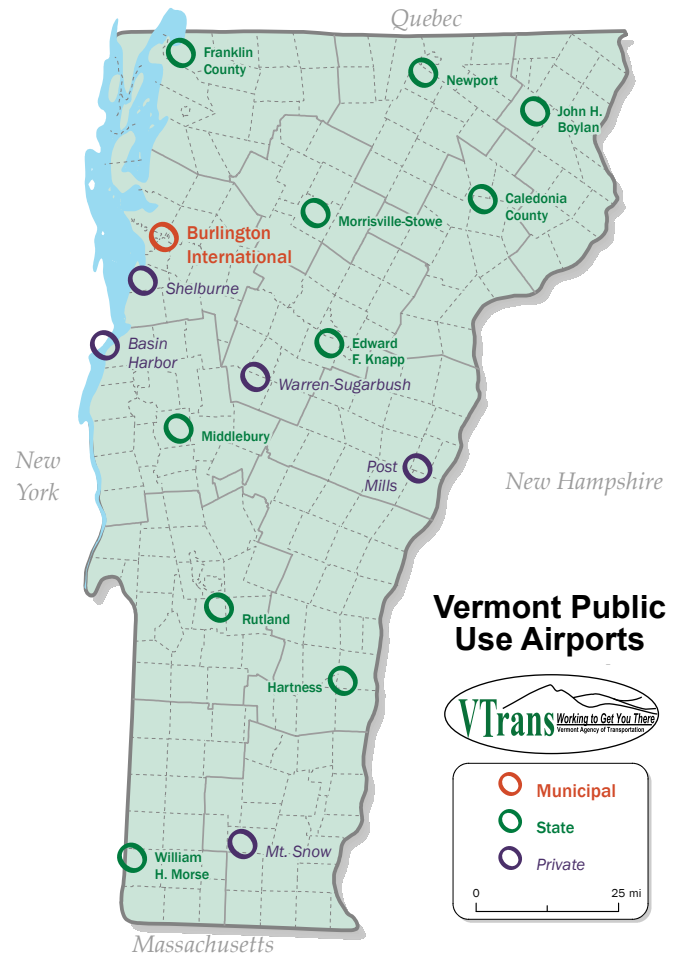 Quebec
Franklin
County
Newport
John H.
Boylan
Caledonia
County
Morrisville-Stowe
Burlington
International
Shelburne
Basin
Harbor
Edward
F. Knapp
Warren-Sugarbush
Middlebury
New
York
Post
Mills
New Hampshire
Rutland
Hartness
William
H. Morse
Mt. Snow
Massachusetts
Vermont Public
Use Airports
VTrans
Working to Get You There
Vermont Agency of Transportation
Municipal
State
Private
0 25 mi